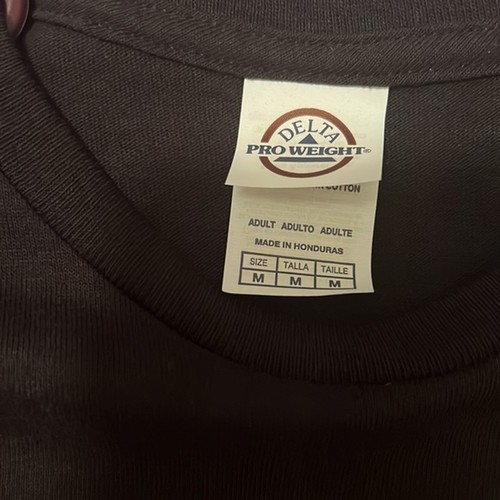 DELTA
PRO WEIGHT®
COTTON
ADULT ADULTO ADULTE
MADE IN HONDURAS
SIZE TALLA TAILLE
M M M